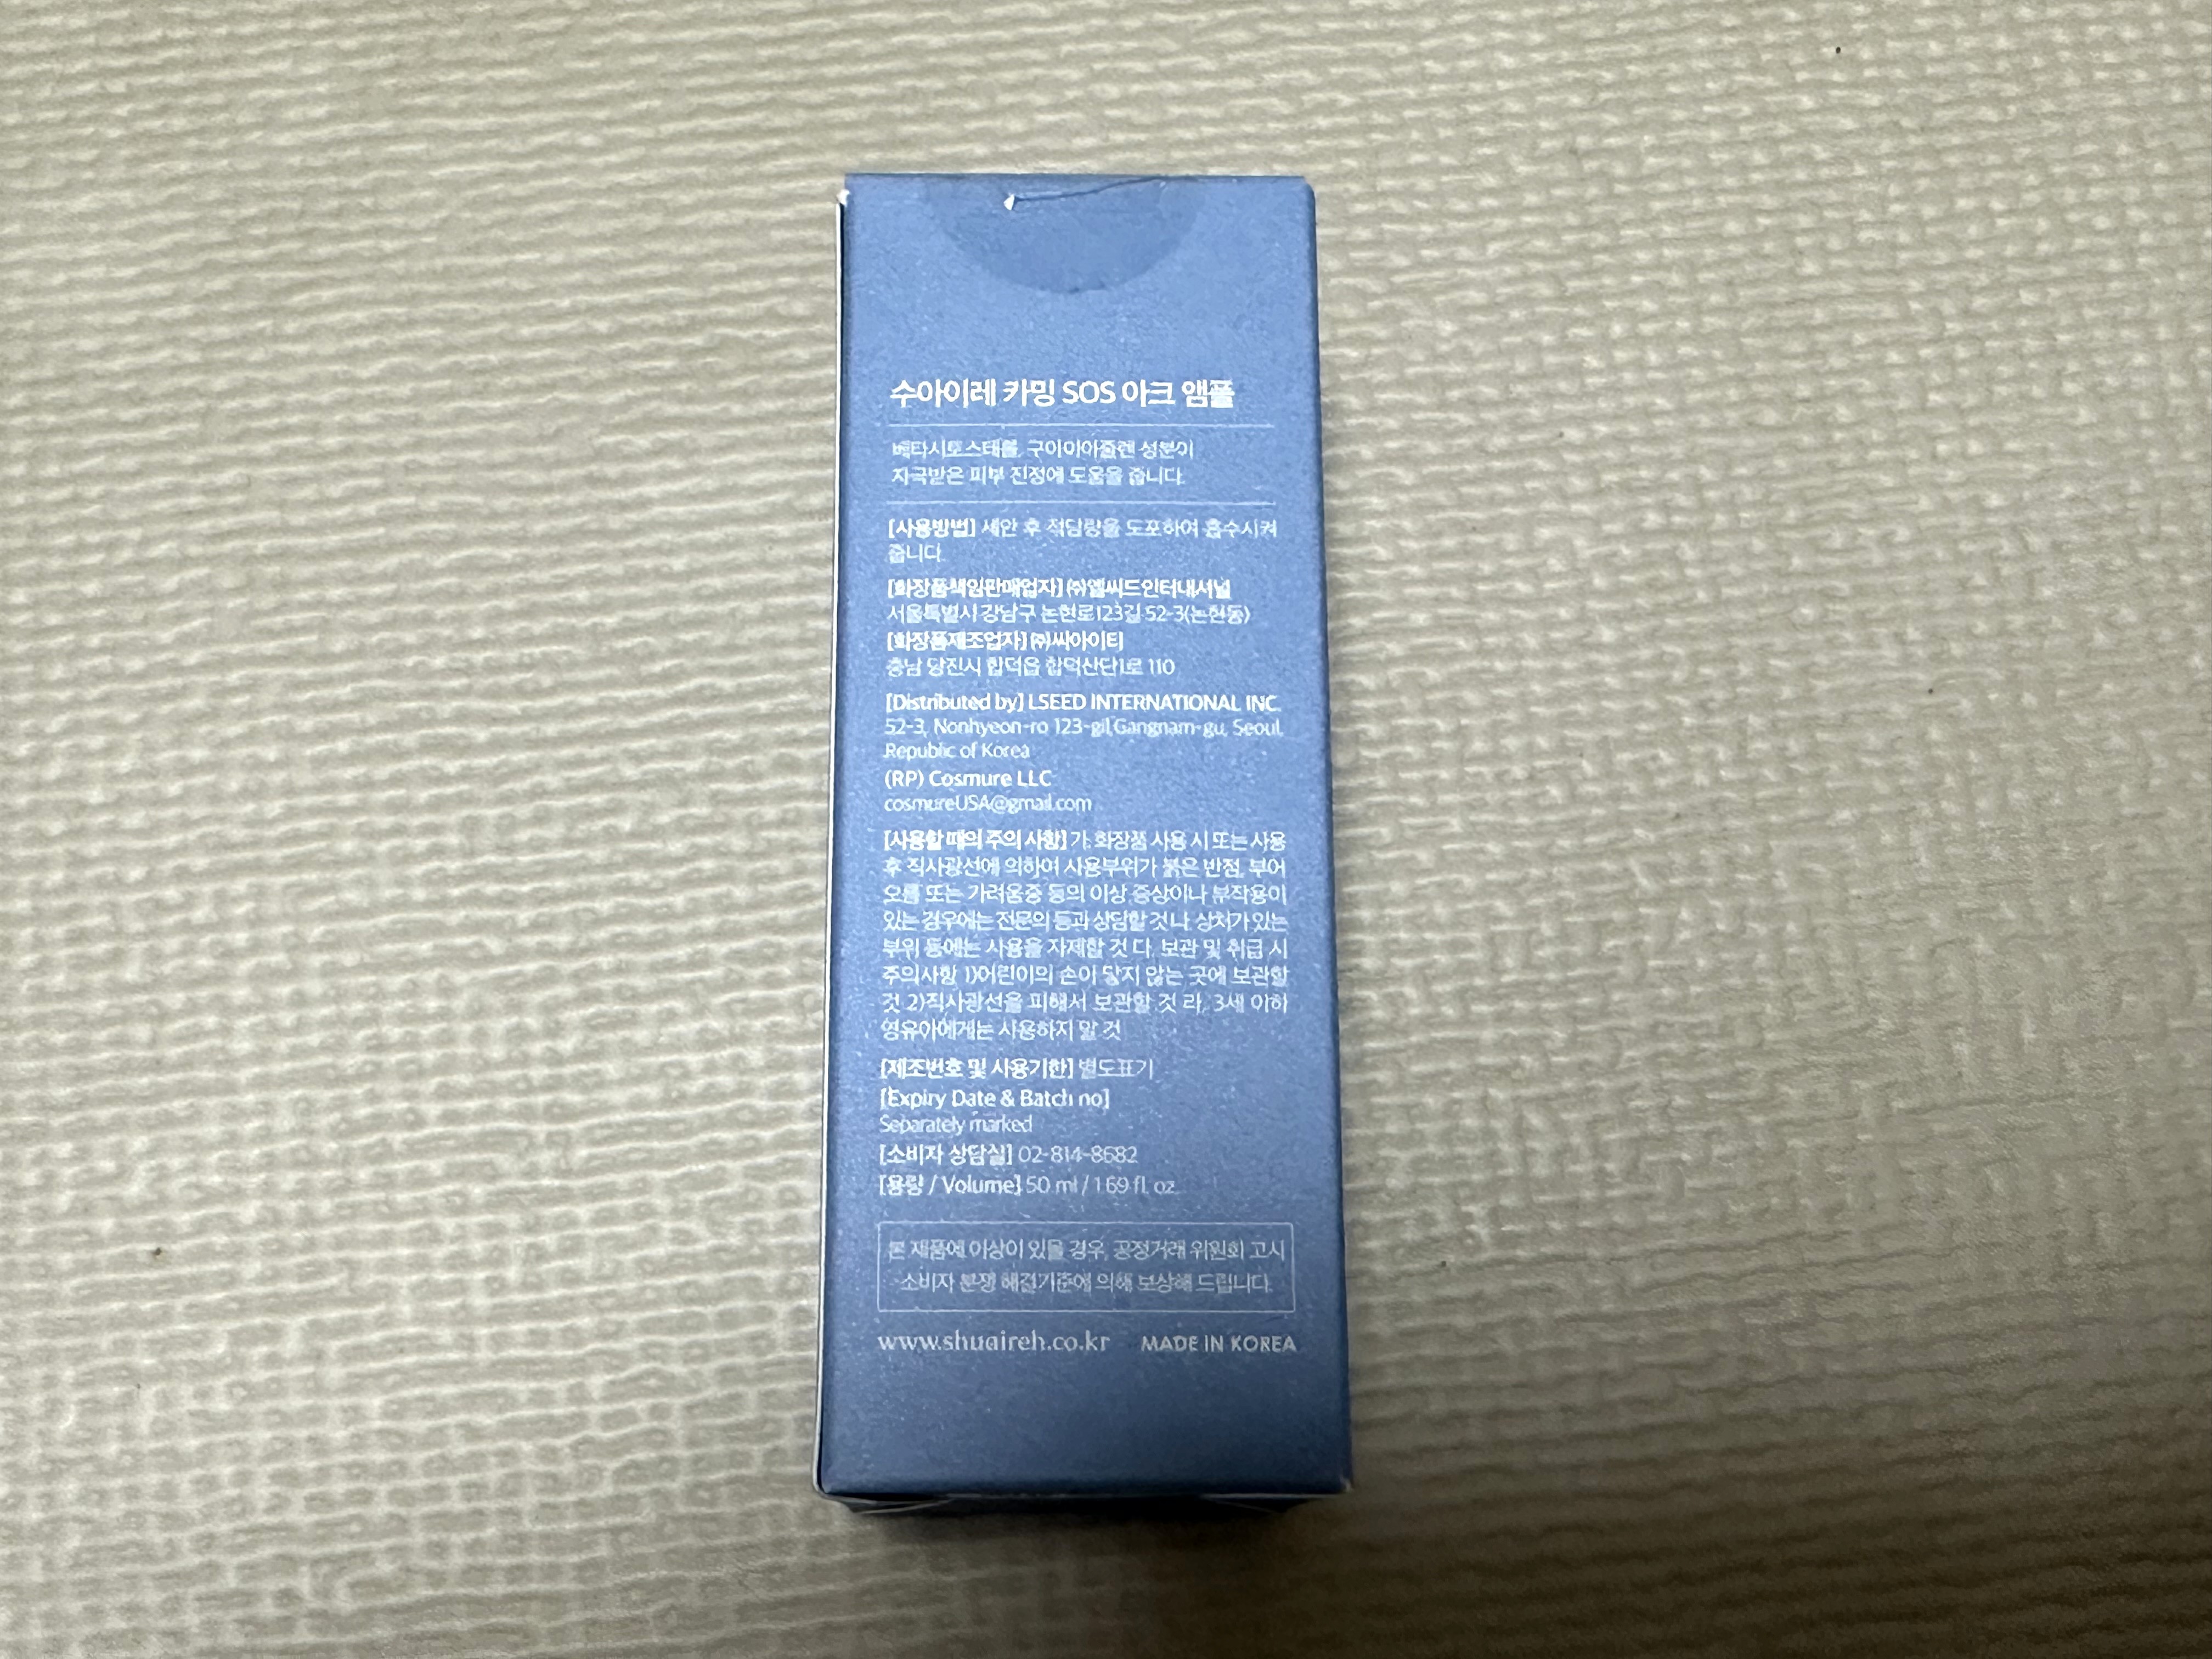 수아이레 카밍 SOS 아크 앰플
베타시토스테롤, 구아이아줄렌 성분이
자극받은 피부 진정에 도움을 줍니다.
[사용방법] 세안 후 적당량을 도포하여 흡수시켜
줍니다.
[화장품책임판매업자] ㈜엘씨드인터내셔널
서울특별시 강남구 논현로123길 52-3(논현동)
[화장품제조업자] ㈜씨아이티
충남 당진시 합덕읍 합덕산단1로 110
[Distributed by] LSEED INTERNATIONAL INC.
52-3, Nonhyeon-ro 123-gil,Gangnam-gu, Seoul,
Republic of Korea
(RP) Cosmure LLC
cosmureUSA@gmail.com
[사용할 때의 주의 사항] 가. 화장품 사용 시 또는 사용
후 직사광선에 의하여 사용부위가 붉은 반점, 부어
오름 또는 가려움증 등의 이상 증상이나 부작용이
있는 경우에는 전문의 등과 상담할 것 나. 상처가 있는
부위 등에는 사용을 자제할 것 다. 보관 및 취급 시
주의사항 1)어린이의 손이 닿지 않는 곳에 보관할
것 2)직사광선을 피해서 보관할 것 라. 3세 이하
영유아에게는 사용하지 말 것
[제조번호 및 사용기한] 별도표기
[Expiry Date & Batch no]
Separately marked
[소비자 상담실] 02-814-8682
[용량 / Volume] 50 ml / 1.69 fl. oz.
본 제품에 이상이 있을 경우, 공정거래 위원회 고시
소비자 분쟁 해결기준에 의해 보상해 드립니다.
www.shuaireh.co.kr MADE IN KOREA